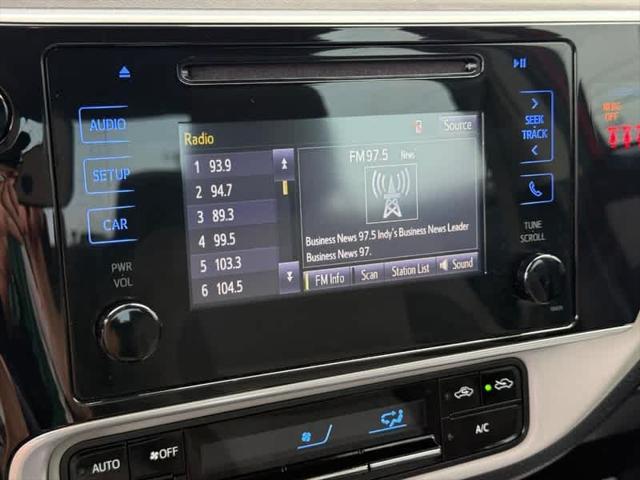 AUDIO
SETUP
CAR
PWR
VOL
Radio
Source
1 93.9
2 94.7
3 89.3
4 99.5
5 103.3
6 104.5
FM 97.5 News
Business News 97.5 Indy's Business News Leader
Business News 97.
FM Info
Scan
Station List
Sound
SEEK
TRACK
TUNE
SCROLL
OFF
AUTO
OFF
A/C